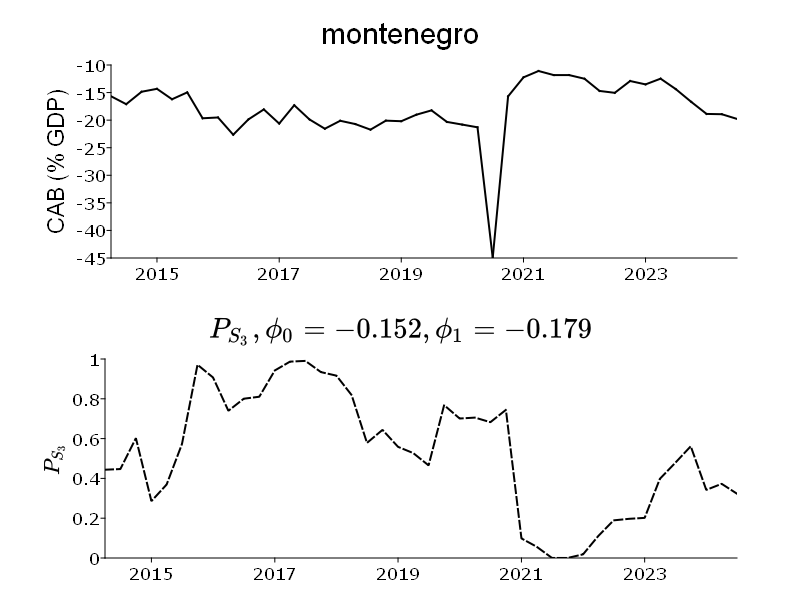 montenegro
CAB (% GDP)
-10
-15
-20
-25
-30
-35
-40
-45
2015 2017 2019 2021 2023
P_{S_3}, ϕ_0 = −0.152, ϕ_1 = −0.179
P_{S_3}
1
0.8
0.6
0.4
0.2
0
2015 2017 2019 2021 2023